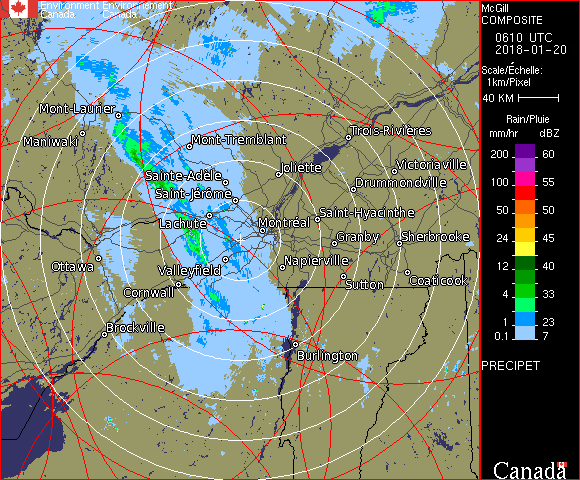 Environment Environnement
Canada Canada
McGill
COMPOSITE
0610 UTC
2018-01-20
Scale/Échelle:
1km/Pixel
40 KM
Rain/Pluie
mm/hr dBZ
200 60
100 55
50 50
24 45
12 40
4 33
1 23
0.1 7
PRECIPET
Canada
Mont-Laurier
Maniwaki
Mont-Tremblant
Trois-Rivières
Sainte-Adèle
Joliette
Victoriaville
Saint-Jérôme
Drummondville
Lachute
Montréal
Saint-Hyacinthe
Granby
Sherbrooke
Ottawa
Valleyfield
Napierville
Cornwall
Sutton
Coaticook
Brockville
Burlington